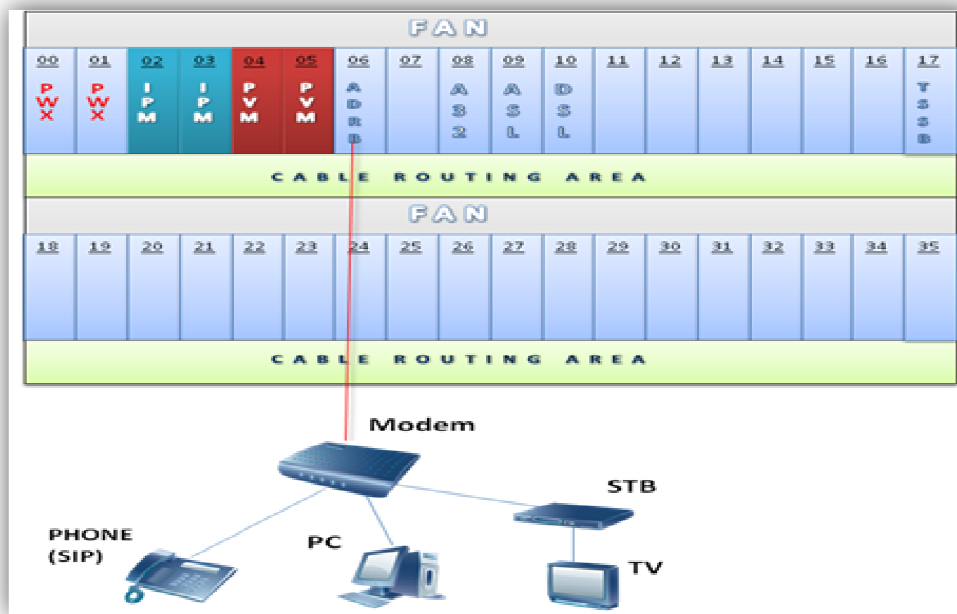 FAN
00 01 02 03 04 05 06 07 08 09 10 11 12 13 14 15 16 17
PWX PWX IPM IPM PVM PVM ADRB A32 ASL DSL TSSB
CABLE ROUTING AREA
FAN
18 19 20 21 22 23 24 25 26 27 28 29 30 31 32 33 34 35
CABLE ROUTING AREA
Modem
STB
PHONE
(SIP)
PC
TV